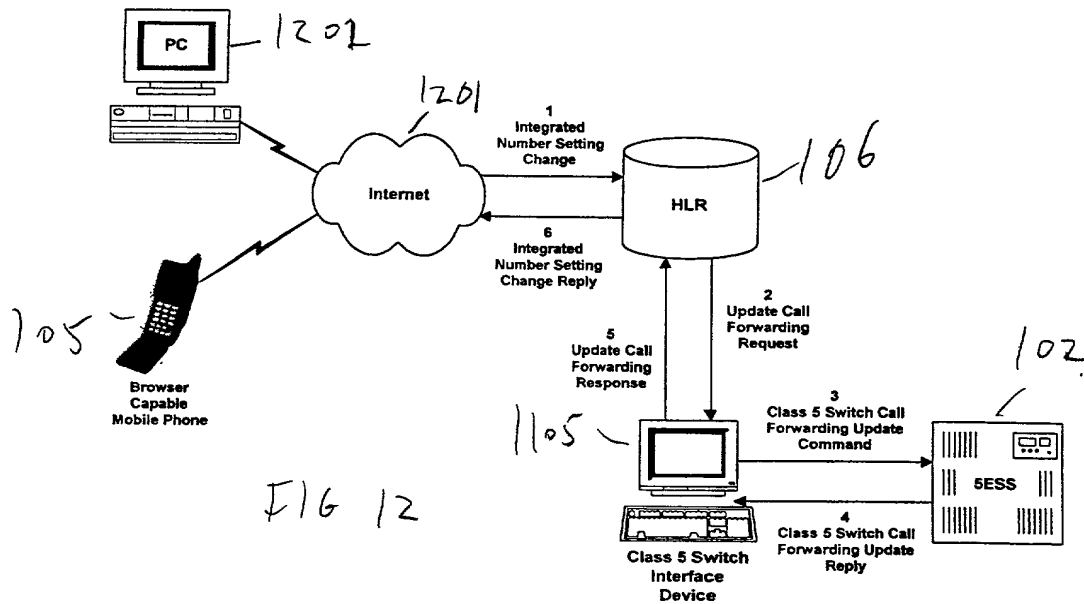 PC
1202
1201
Internet
1
Integrated
Number Setting
Change
6
Integrated
Number Setting
Change Reply
HLR
106
105
Browser
Capable
Mobile Phone
2
Update Call
Forwarding
Request
5
Update Call
Forwarding
Response
102
1105
3
Class 5 Switch Call
Forwarding Update
Command
5ESS
4
Class 5 Switch Call
Forwarding Update
Reply
Class 5 Switch
Interface
Device
FIG 12